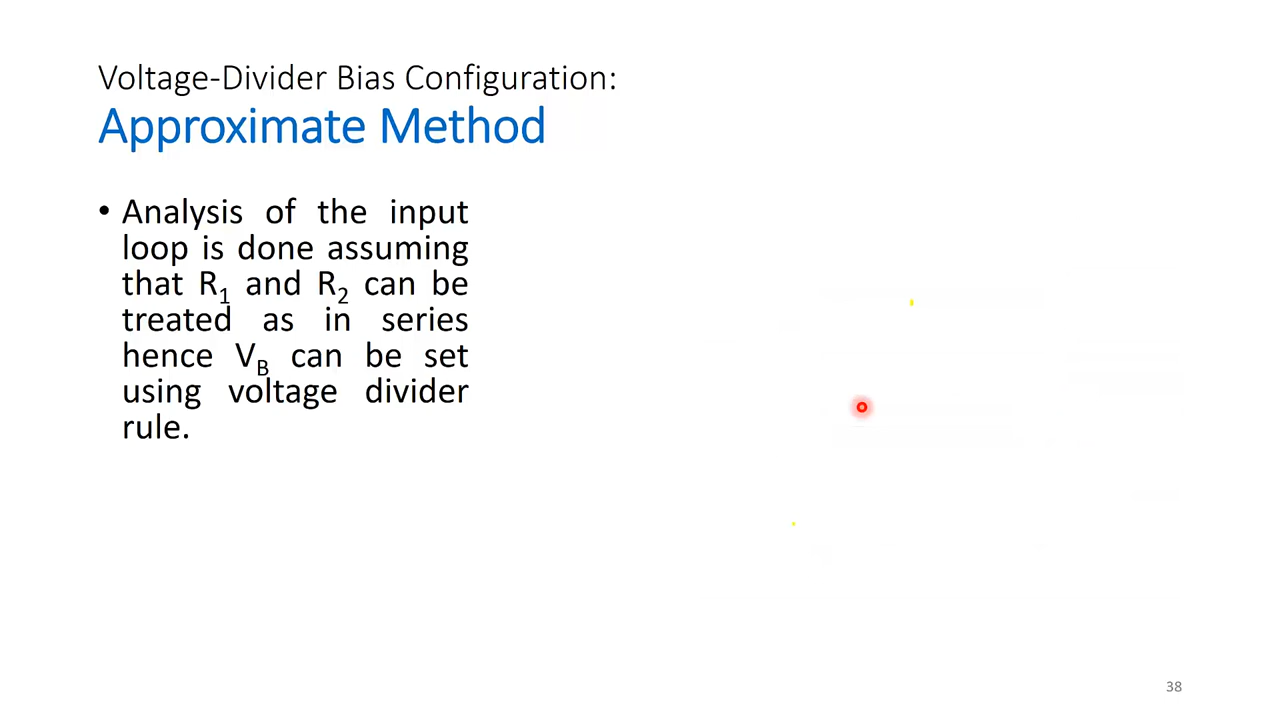 Voltage-Divider Bias Configuration:
Approximate Method
• Analysis of the input
loop is done assuming
that R₁ and R₂ can be
treated as in series
hence V_B can be set
using voltage divider
rule.
38